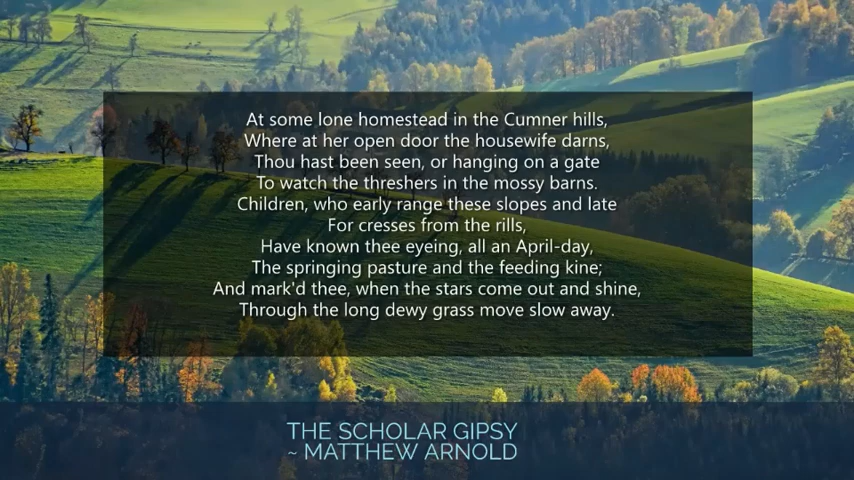 At some lone homestead in the Cumner hills,
Where at her open door the housewife darns,
Thou hast been seen, or hanging on a gate
To watch the threshers in the mossy barns.
Children, who early range these slopes and late
For cresses from the rills,
Have known thee eyeing, all an April-day,
The springing pasture and the feeding kine;
And mark'd thee, when the stars come out and shine,
Through the long dewy grass move slow away.
THE SCHOLAR GIPSY
~ MATTHEW ARNOLD